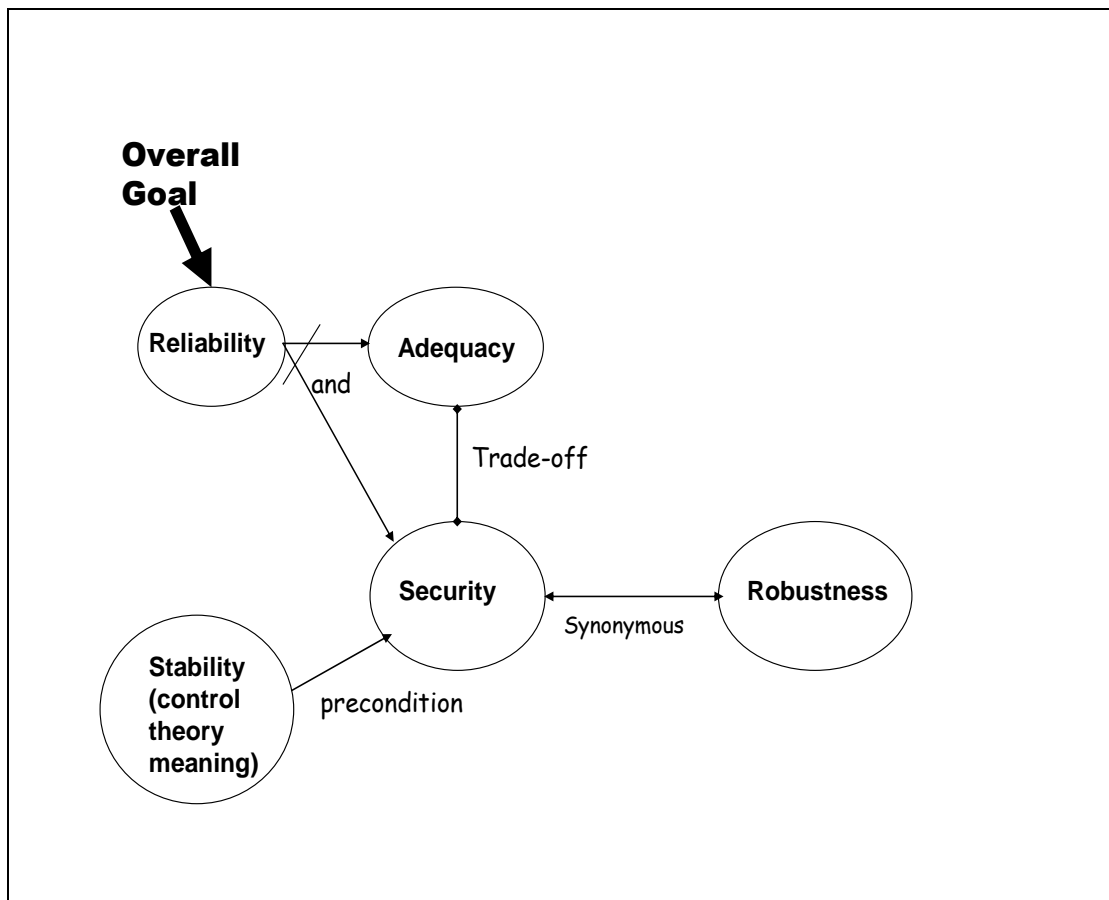 Overall
Goal
Reliability
Adequacy
and
Trade-off
Security
Robustness
Synonymous
Stability
(control
theory
meaning)
precondition